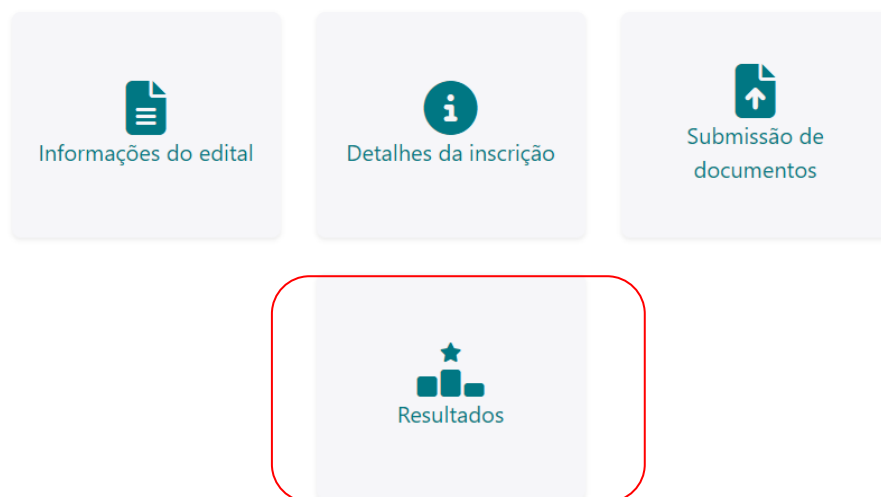 Informações do edital
Detalhes da inscrição
Submissão de
documentos
Resultados